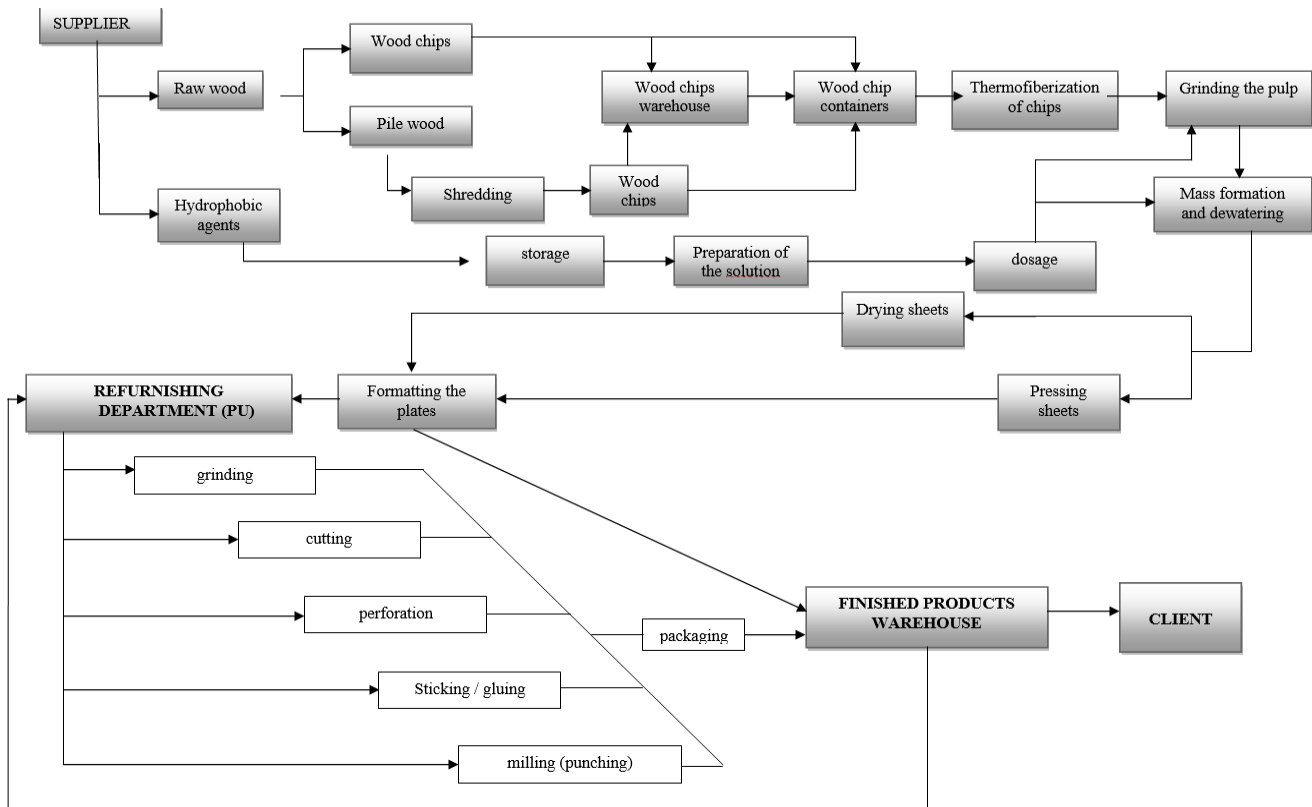 SUPPLIER
Wood chips
Raw wood
Pile wood
Wood chips
warehouse
Wood chip
containers
Thermofiberization
of chips
Grinding the pulp
Hydrophobic
agents
Shredding
Wood
chips
Mass formation
and dewatering
storage
Preparation of
the solution
dosage
Drying sheets
REFURNISHING
DEPARTMENT (PU)
Formatting the
plates
Pressing
sheets
grinding
cutting
perforation
packaging
FINISHED PRODUCTS
WAREHOUSE
CLIENT
Sticking / gluing
milling (punching)